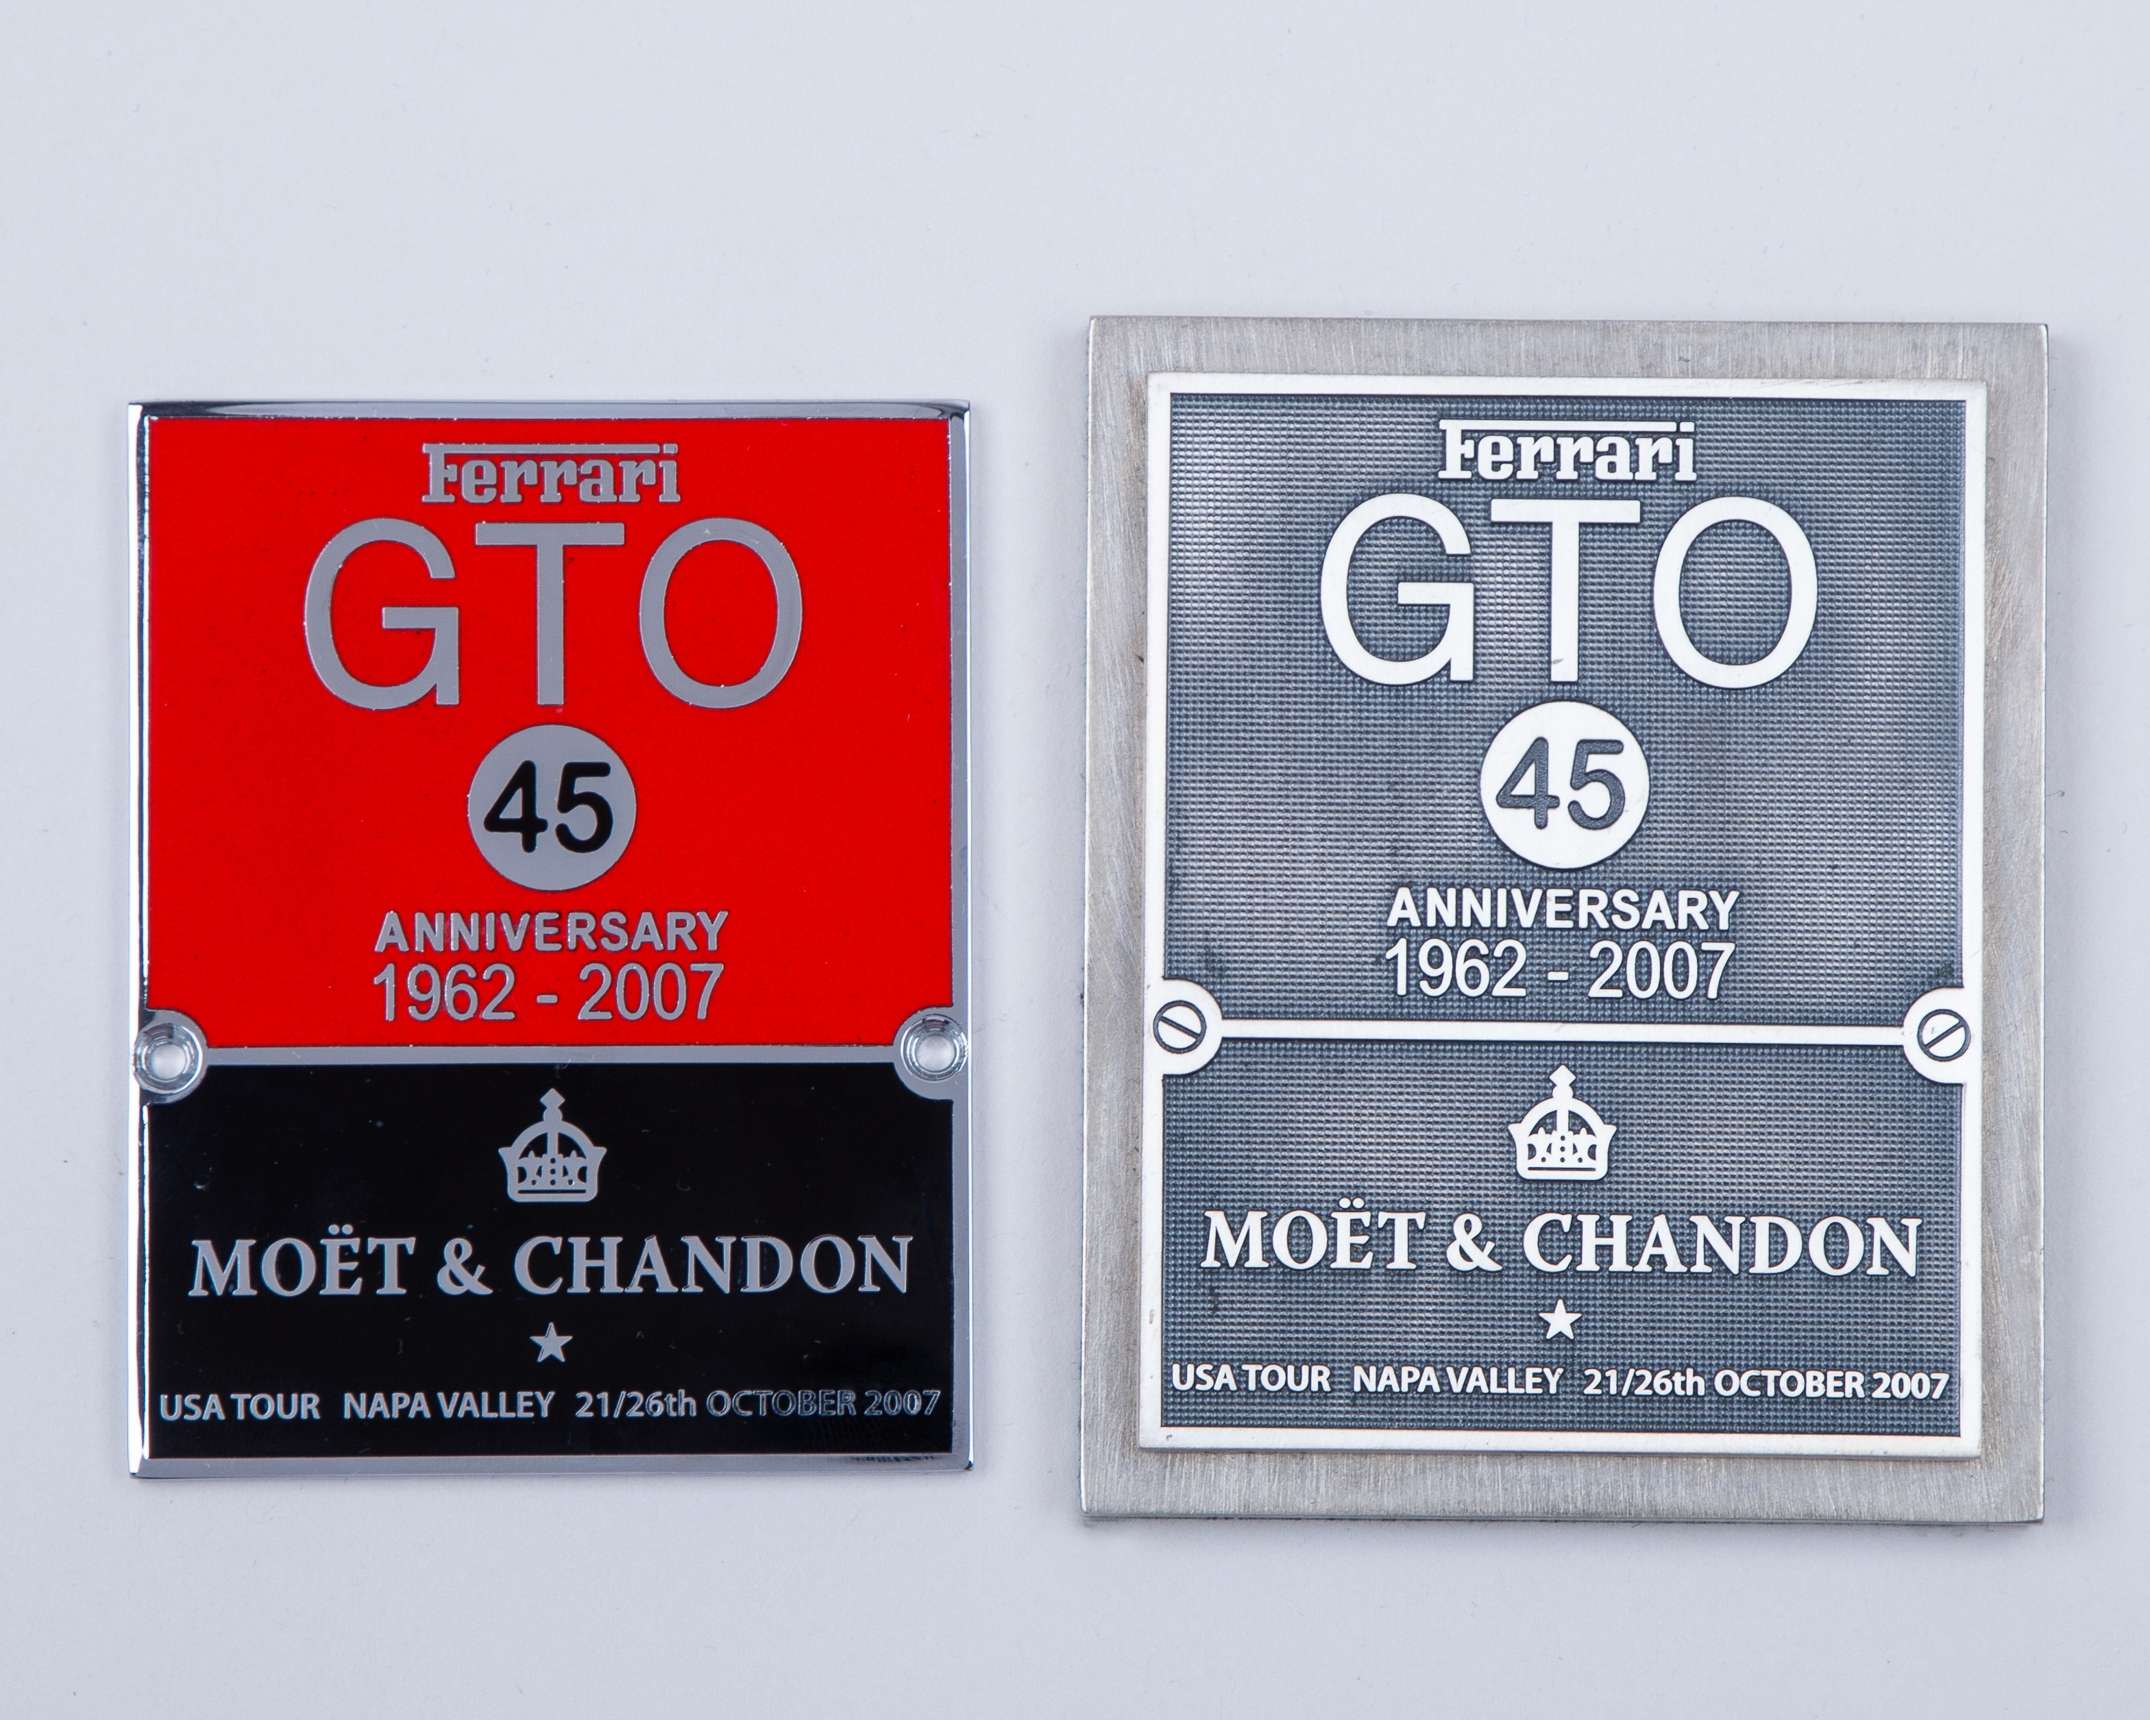 Ferrari
GTO
45
ANNIVERSARY
1962 - 2007
MOËT & CHANDON
USA TOUR NAPA VALLEY 21/26th OCTOBER 2007
Ferrari
GTO
45
ANNIVERSARY
1962 - 2007
MOËT & CHANDON
USA TOUR NAPA VALLEY 21/26th OCTOBER 2007